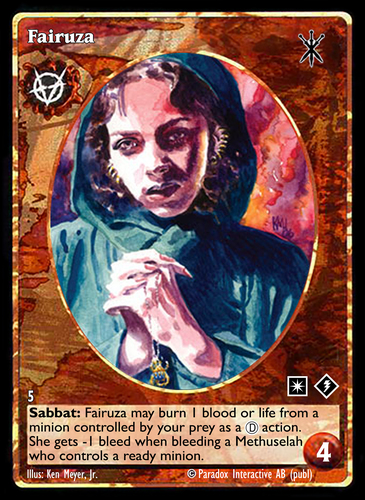 Fairuza
5
Sabbat: Fairuza may burn 1 blood or life from a
minion controlled by your prey as a Ⓓ action.
She gets -1 bleed when bleeding a Methuselah
who controls a ready minion.
4
Illus: Ken Meyer, Jr.
© Paradox Interactive AB (publ)